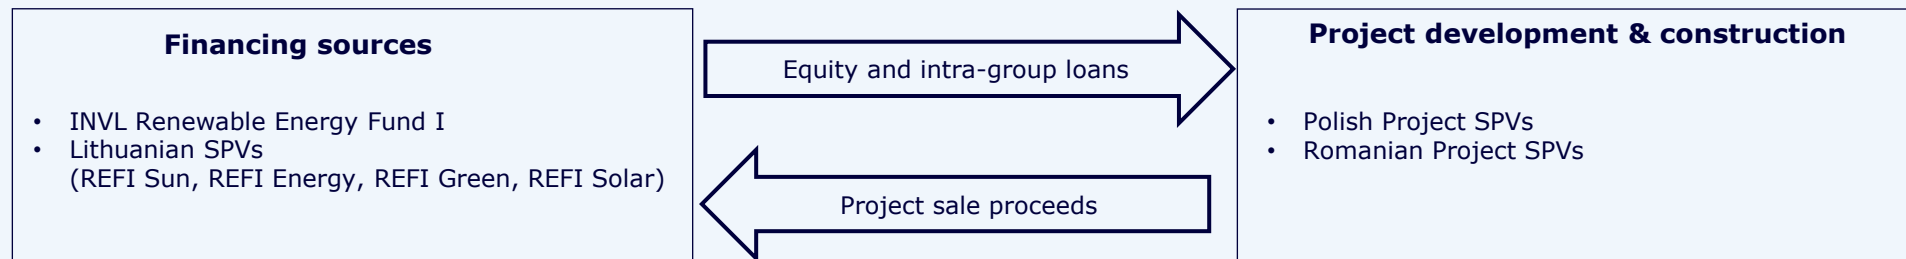 Financing sources
• INVL Renewable Energy Fund I
• Lithuanian SPVs
(REFI Sun, REFI Energy, REFI Green, REFI Solar)
Equity and intra-group loans
Project sale proceeds
Project development & construction
• Polish Project SPVs
• Romanian Project SPVs